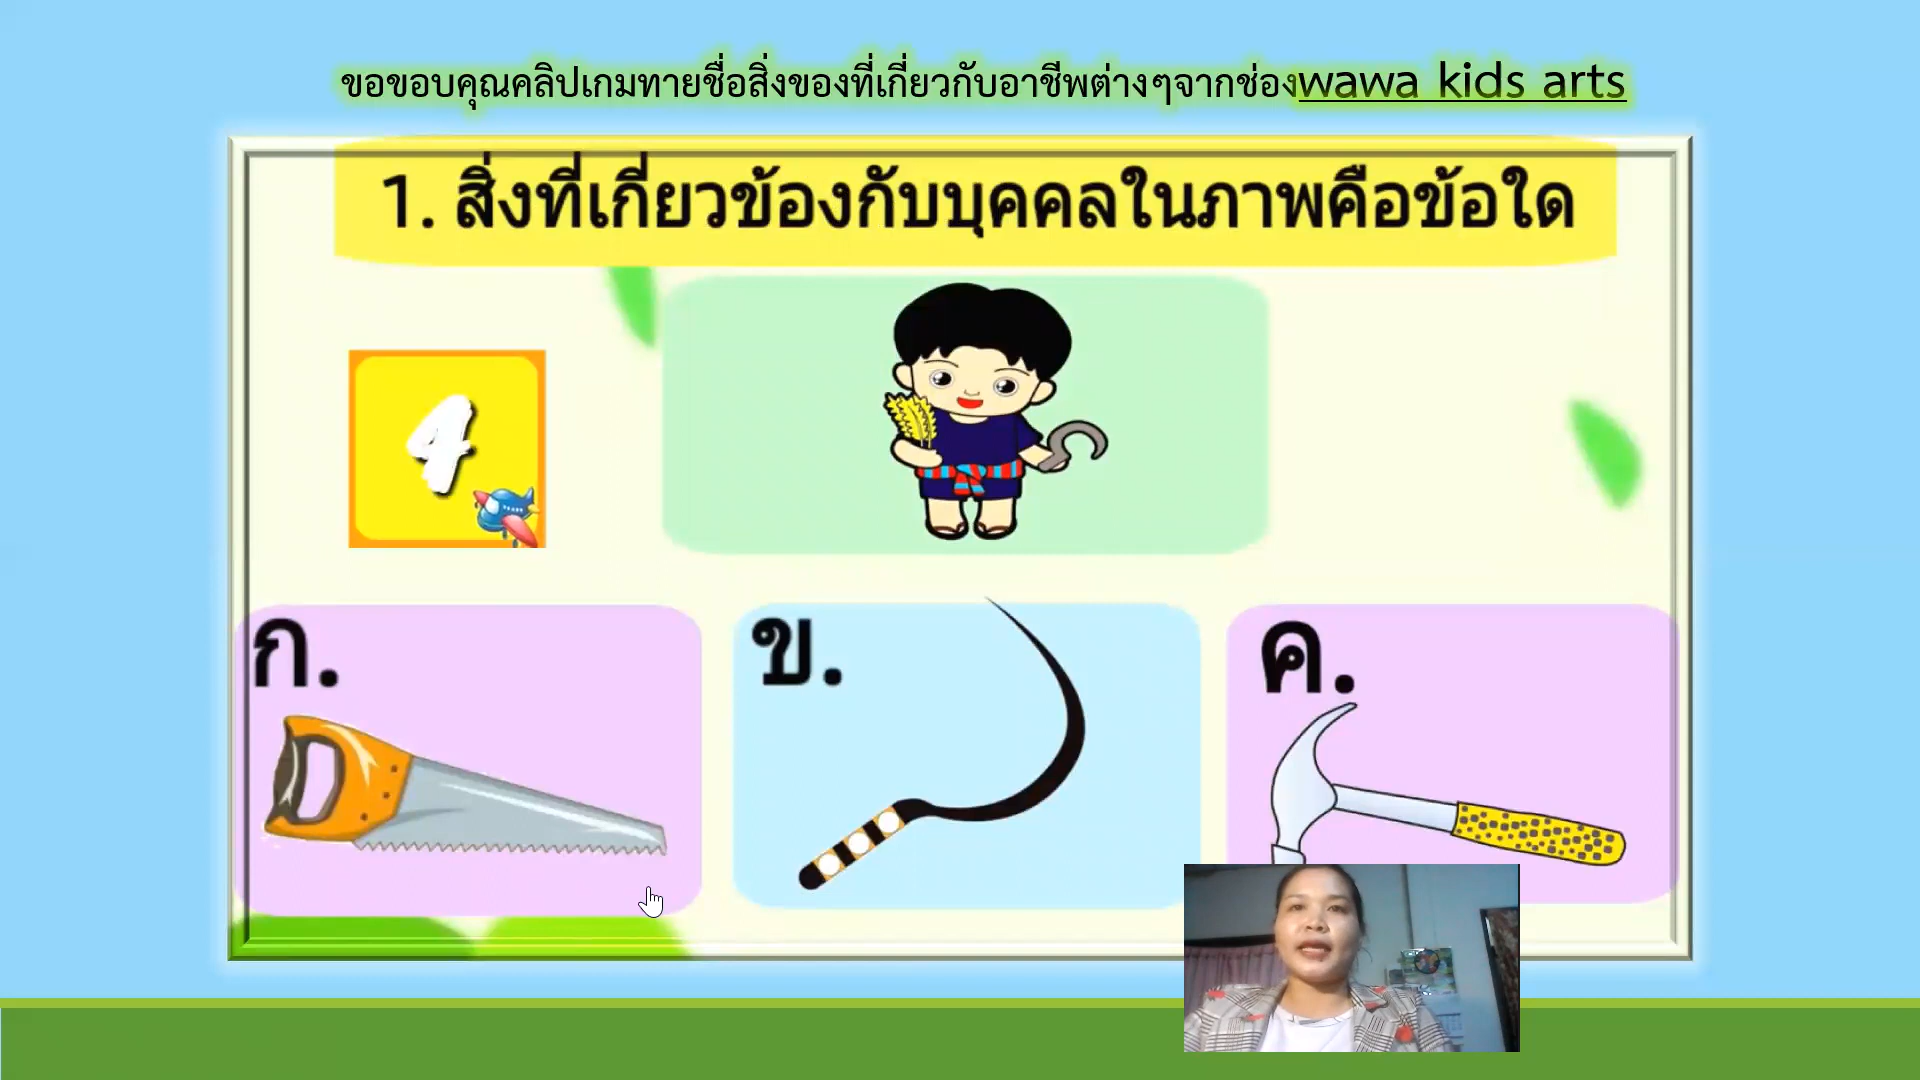 ขอขอบคุณคลิปเกมทายชื่อสิ่งของที่เกี่ยวกับอาชีพต่างๆจากช่องwawa kids arts
1. สิ่งที่เกี่ยวข้องกับบุคคลในภาพคือข้อใด
4
ก.
ข.
ค.